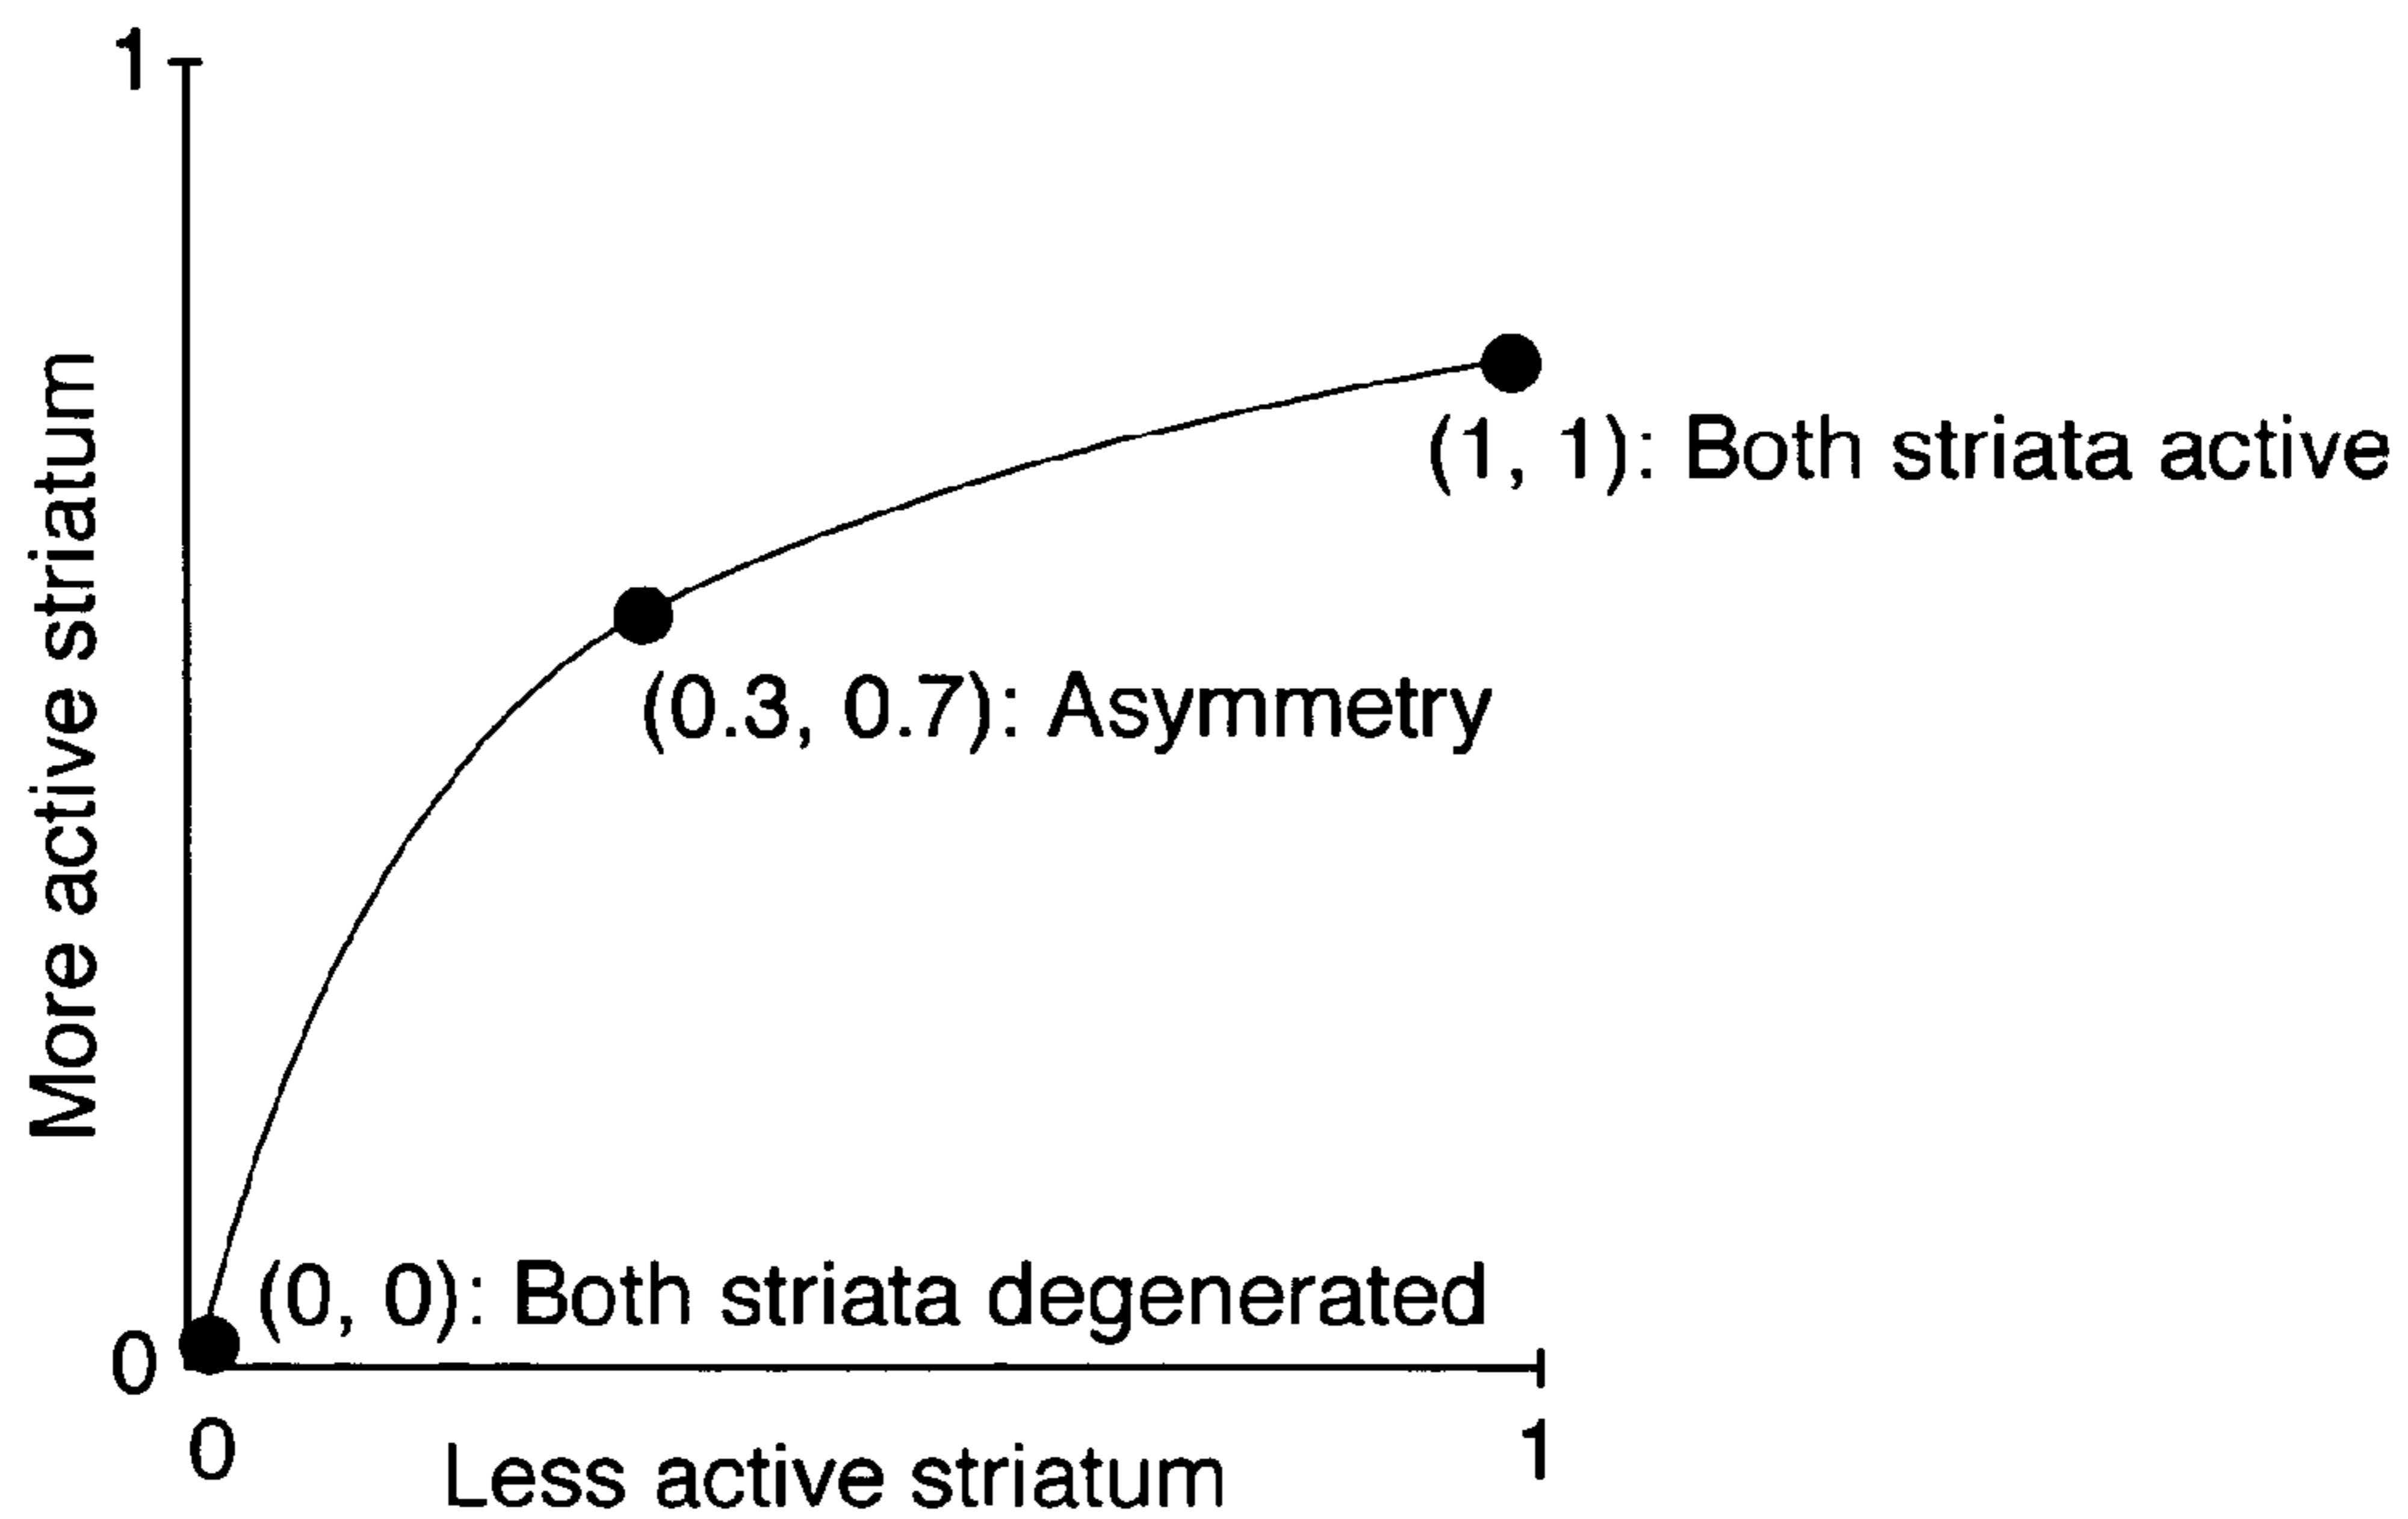 1
More active striatum
(1, 1): Both striata active
(0.3, 0.7): Asymmetry
(0, 0): Both striata degenerated
0
0
1
Less active striatum